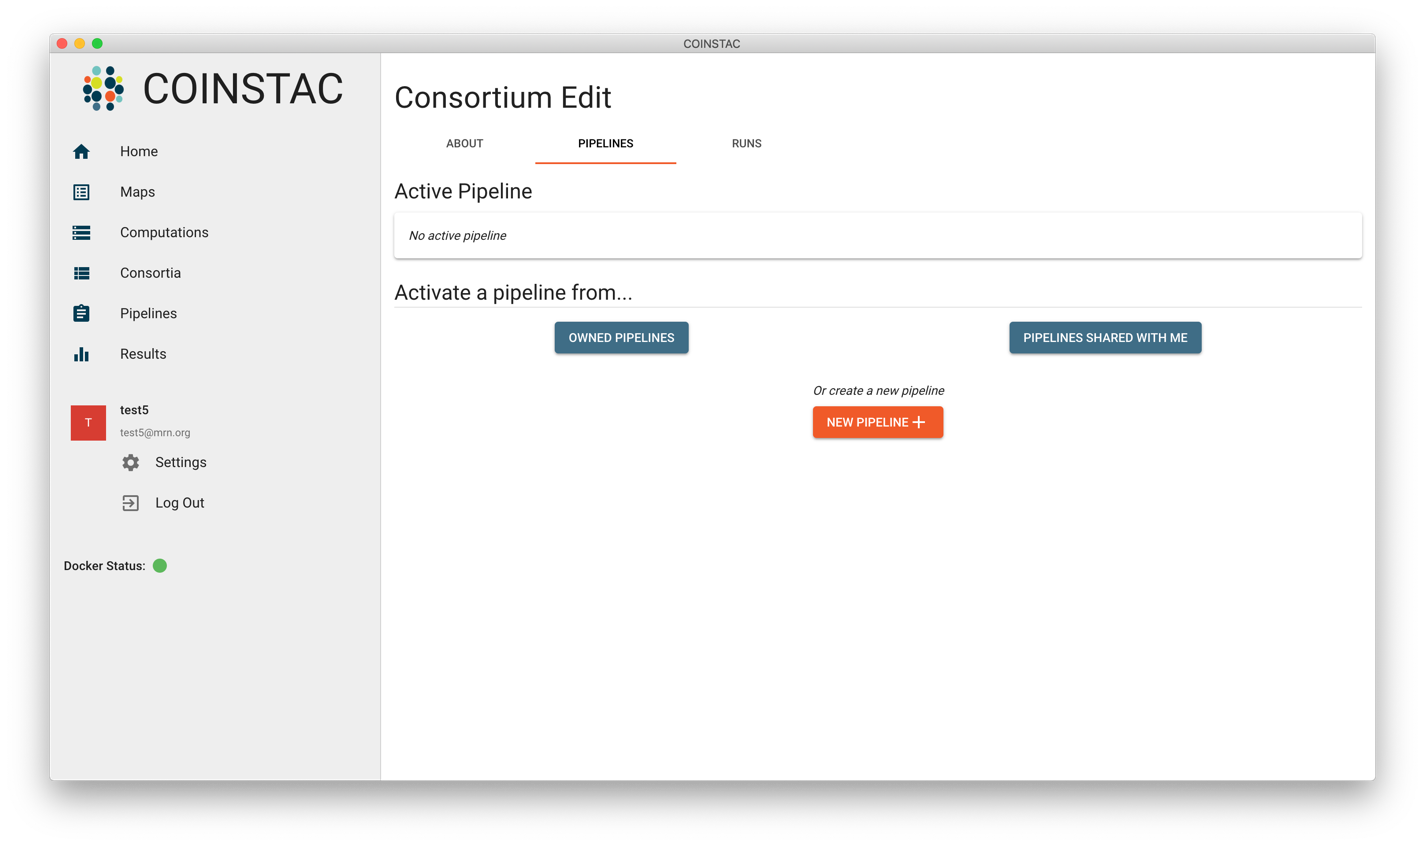 COINSTAC
COINSTAC
Home
Maps
Computations
Consortia
Pipelines
Results
T
test5
test5@mrn.org
Settings
Log Out
Docker Status:
Consortium Edit
ABOUT PIPELINES RUNS
Active Pipeline
No active pipeline
Activate a pipeline from...
OWNED PIPELINES PIPELINES SHARED WITH ME
Or create a new pipeline
NEW PIPELINE +